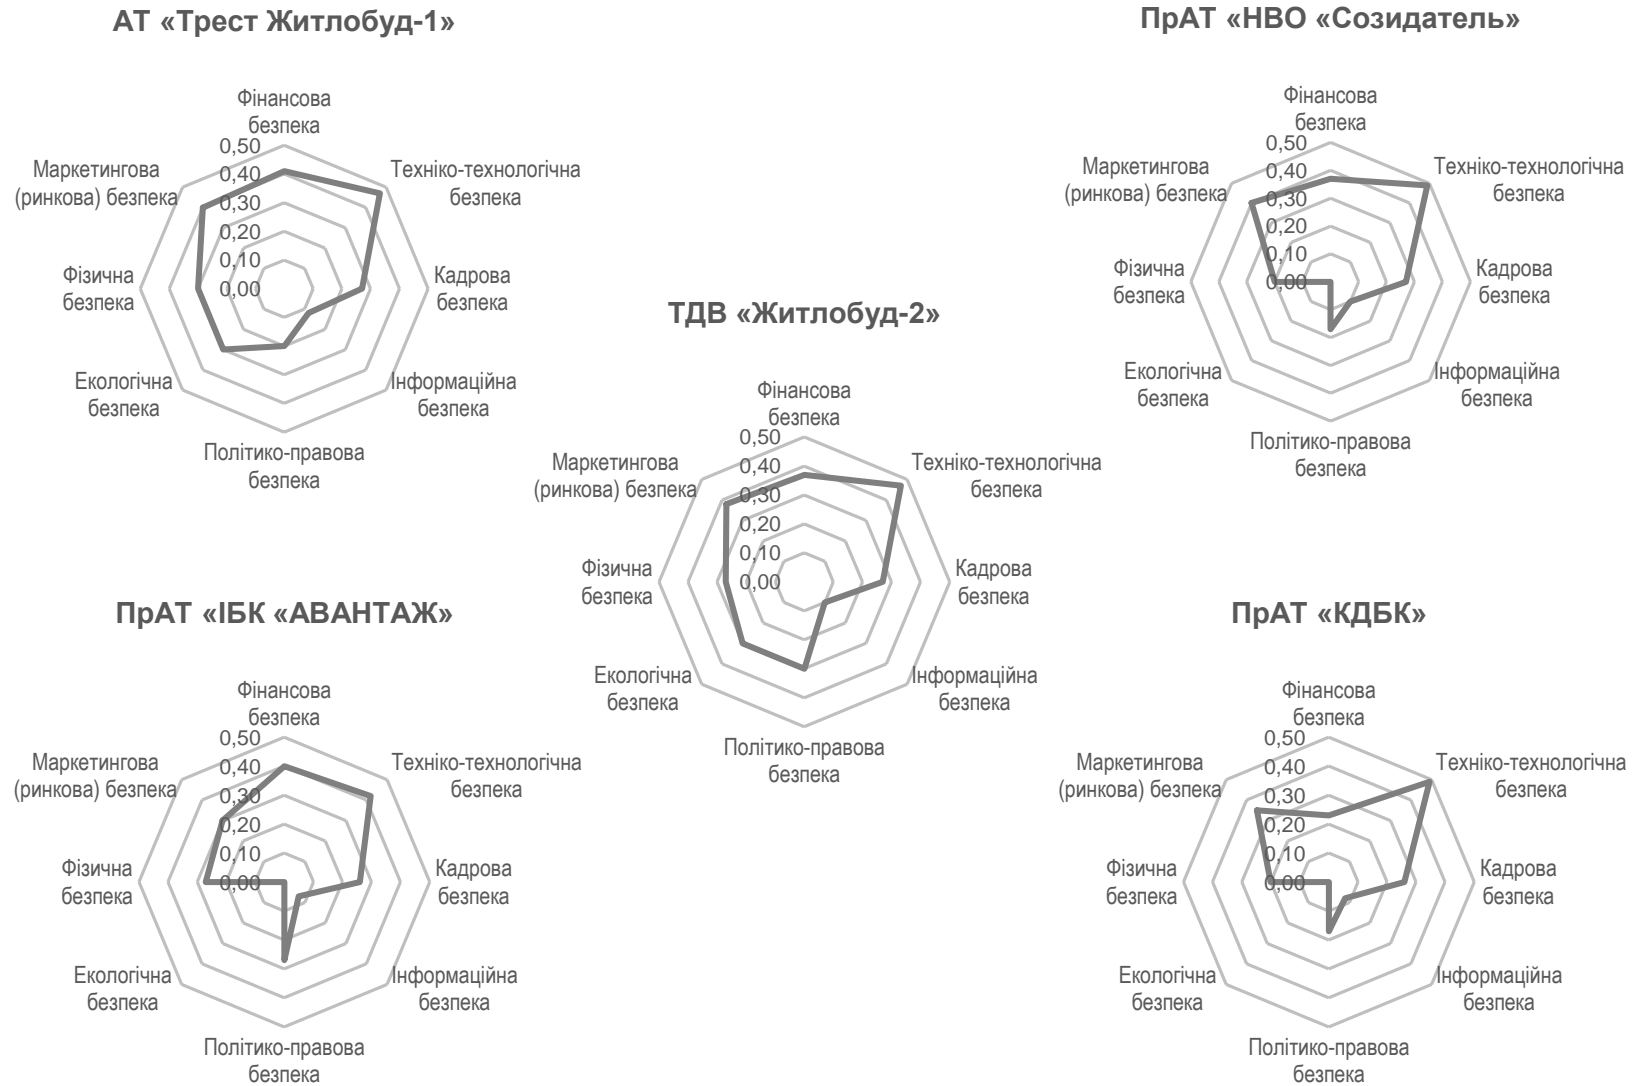 АТ «Трест Житлобуд-1»
Фінансова
безпека
0,50
0,40
0,30
0,20
0,10
0,00
Техніко-технологічна
безпека
Кадрова
безпека
Інформаційна
безпека
Політико-правова
безпека
Екологічна
безпека
Фізична
безпека
Маркетингова
(ринкова) безпека
ПрАТ «НВО «Созидатель»
Фінансова
безпека
0,50
0,40
0,30
0,20
0,10
0,00
Техніко-технологічна
безпека
Кадрова
безпека
Інформаційна
безпека
Політико-правова
безпека
Екологічна
безпека
Фізична
безпека
Маркетингова
(ринкова) безпека
ТДВ «Житлобуд-2»
Фінансова
безпека
0,50
0,40
0,30
0,20
0,10
0,00
Техніко-технологічна
безпека
Кадрова
безпека
Інформаційна
безпека
Політико-правова
безпека
Екологічна
безпека
Фізична
безпека
Маркетингова
(ринкова) безпека
ПрАТ «ІБК «АВАНТАЖ»
Фінансова
безпека
0,50
0,40
0,30
0,20
0,10
0,00
Техніко-технологічна
безпека
Кадрова
безпека
Інформаційна
безпека
Політико-правова
безпека
Екологічна
безпека
Фізична
безпека
Маркетингова
(ринкова) безпека
ПрАТ «КДБК»
Фінансова
безпека
0,50
0,40
0,30
0,20
0,10
0,00
Техніко-технологічна
безпека
Кадрова
безпека
Інформаційна
безпека
Політико-правова
безпека
Екологічна
безпека
Фізична
безпека
Маркетингова
(ринкова) безпека